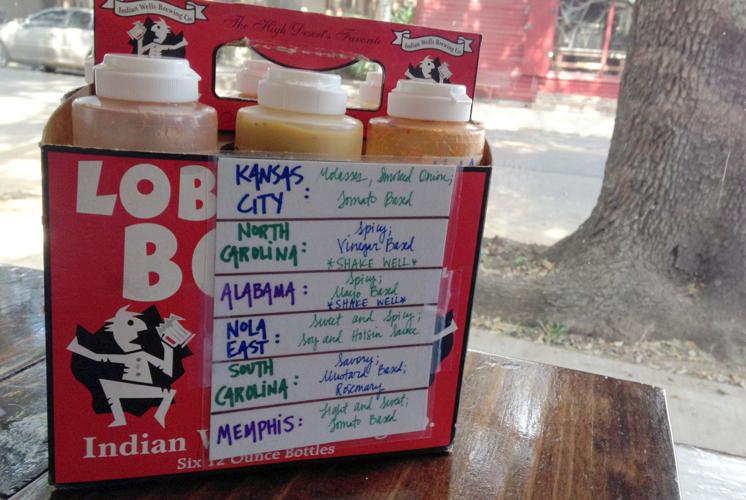 Indian Wells Brewing Co
The High Desert's Favorite
Indian Wells Brewing Co
LOB
BO
KANSAS CITY: Molasses, Smoked Onion;
Tomato Based
NORTH CAROLINA: Spicy;
Vinegar Based
*SHAKE WELL*
ALABAMA: Spicy;
Mayo Based
*SHAKE WELL*
NOLA EAST: Sweet and Spicy;
Soy and Hoisin Sauce
SOUTH CAROLINA: Savory;
Mustard Based;
Rosemary
MEMPHIS: Light and Sweet;
Tomato Based
Indian W
Six 12 Ounce Bottles